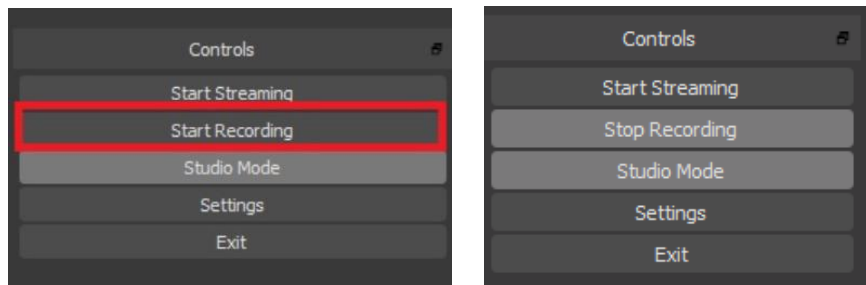 Controls
Start Streaming
Start Recording
Studio Mode
Settings
Exit
Controls
Start Streaming
Stop Recording
Studio Mode
Settings
Exit